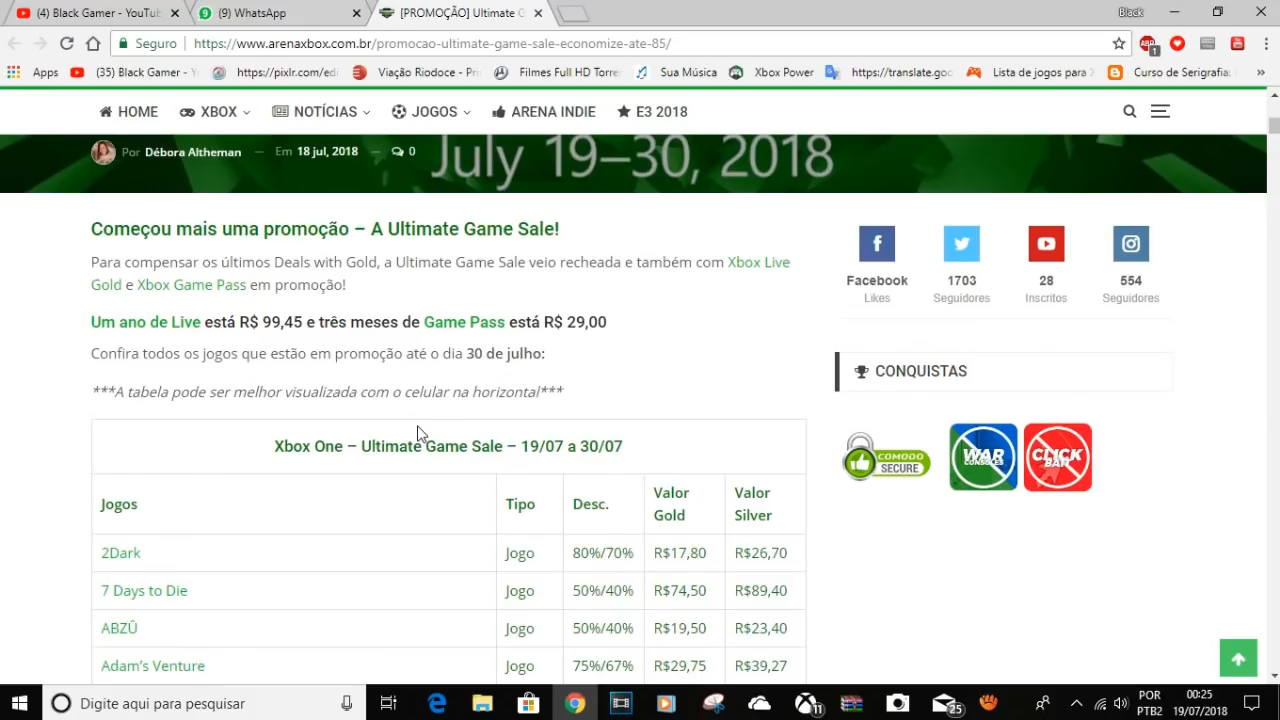 (4) Black Gamer - YouTub
(9) WhatsApp
[PROMOÇÃO] Ultimate G
Black
Seguro
https://www.arenaxbox.com.br/promocao-ultimate-game-sale-economize-ate-85/
ABP
1
Apps
(35) Black Gamer - Y
https://pixlr.com/edi
Viação Riodoce - Pri
Filmes Full HD Torre
Sua Música
Xbox Power
https://translate.goo
Lista de jogos para
Curso de Serigrafia:
»
HOME
XBOX
NOTÍCIAS
JOGOS
ARENA INDIE
E3 2018
Por Débora Altheman — Em 18 jul, 2018 — 0
July 19–30, 2018
Começou mais uma promoção – A Ultimate Game Sale!
Para compensar os últimos Deals with Gold, a Ultimate Game Sale veio recheada e também com Xbox Live
Gold e Xbox Game Pass em promoção!
Um ano de Live está R$ 99,45 e três meses de Game Pass está R$ 29,00
Confira todos os jogos que estão em promoção até o dia 30 de julho:
***A tabela pode ser melhor visualizada com o celular na horizontal***
Xbox One – Ultimate Game Sale – 19/07 a 30/07
Jogos Tipo Desc. Valor Gold Valor Silver
2Dark Jogo 80%/70% R$17,80 R$26,70
7 Days to Die Jogo 50%/40% R$74,50 R$89,40
ABZÛ Jogo 50%/40% R$19,50 R$23,40
Adam's Venture Jogo 75%/67% R$29,75 R$39,27
Facebook 1703 28 554
Likes Seguidores Inscritos Seguidores
CONQUISTAS
COMODO
SECURE
WAR
CONSOLES
CLICK
BAIT
Digite aqui para pesquisar
11
25
POR
PTB2
00:25
19/07/2018